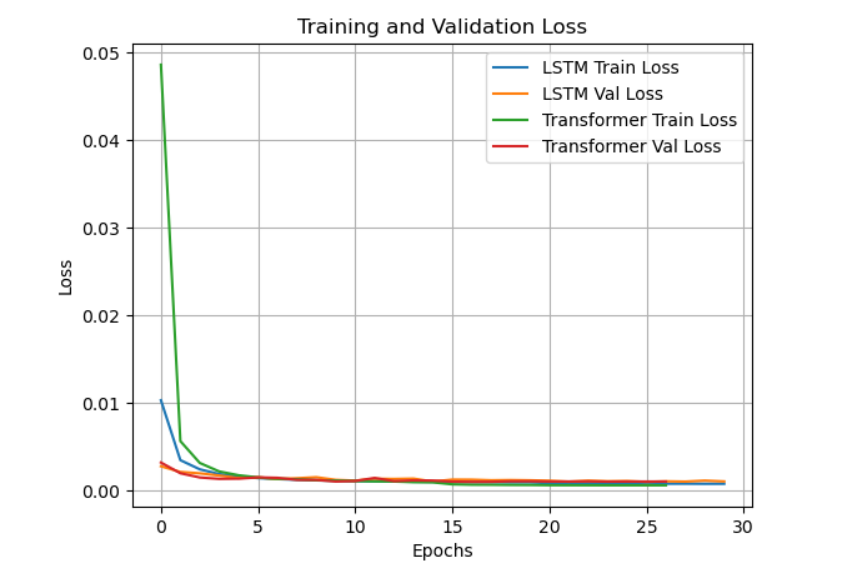 Training and Validation Loss
0.05
0.04
0.03
0.02
0.01
0.00
Loss
LSTM Train Loss
LSTM Val Loss
Transformer Train Loss
Transformer Val Loss
0 5 10 15 20 25 30
Epochs